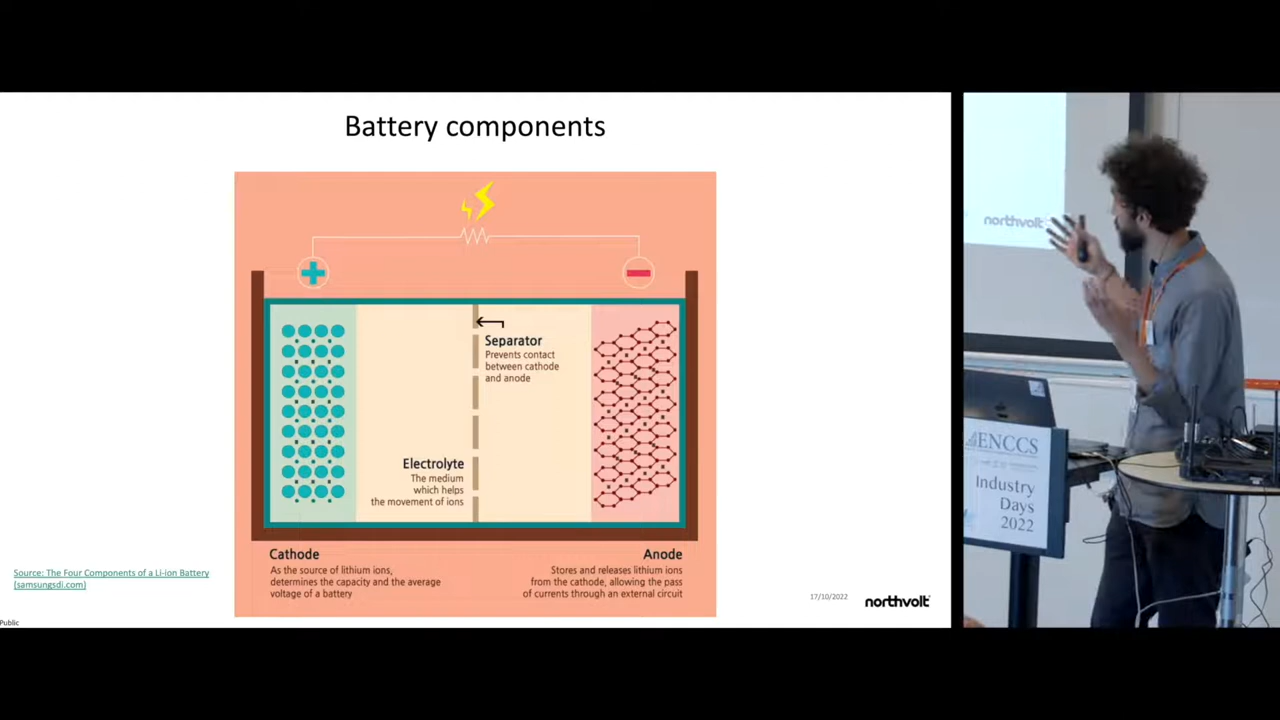 Battery components
Separator
Prevents contact
between cathode
and anode
Electrolyte
The medium
which helps
the movement of ions
Cathode
As the source of lithium ions,
determines the capacity and the average
voltage of a battery
Anode
Stores and releases lithium ions
from the cathode, allowing the pass
of currents through an external circuit
Source: The Four Components of a Li-ion Battery
(samsungsdi.com)
17/10/2022
northvolt
Public
northvolt
ENCCS
Industry
Days
2022